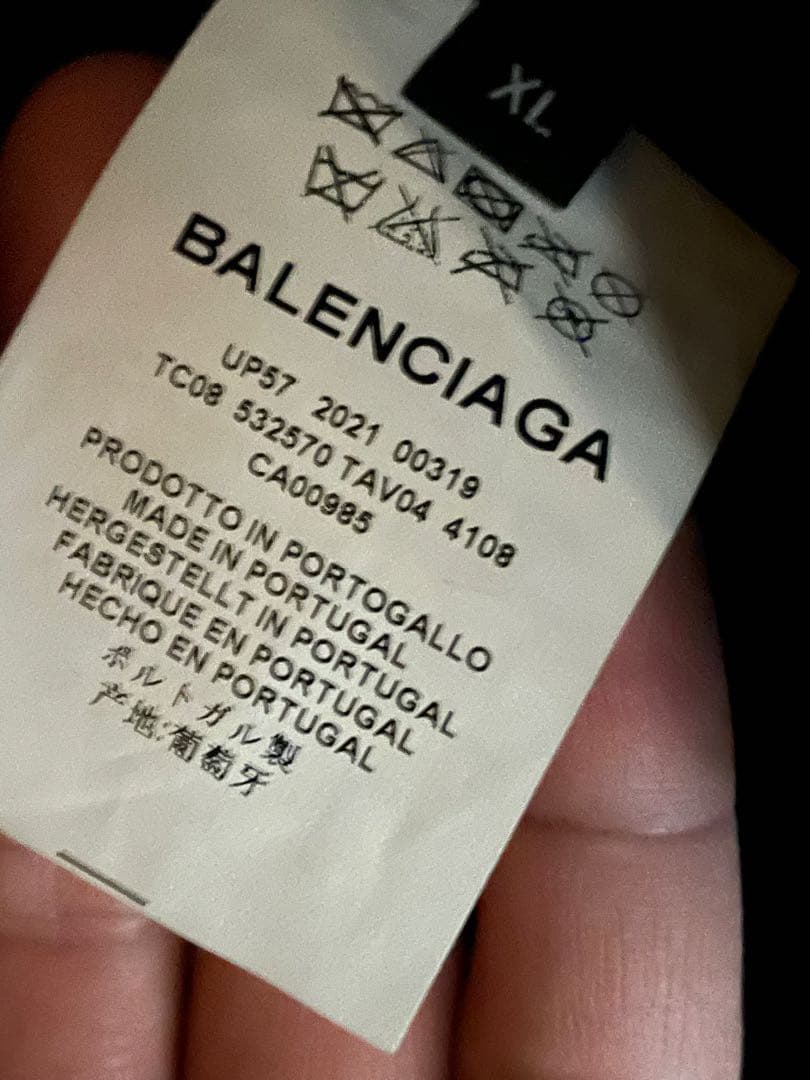 XL
BALENCIAGA
UP57 2021 00319
TC08 532570 TAV04 4108
CA00985
PRODOTTO IN PORTOGALLO
MADE IN PORTUGAL
HERGESTELLT IN PORTUGAL
FABRIQUE EN PORTUGAL
HECHO EN PORTUGAL
ポルトガル製
产地:葡萄牙